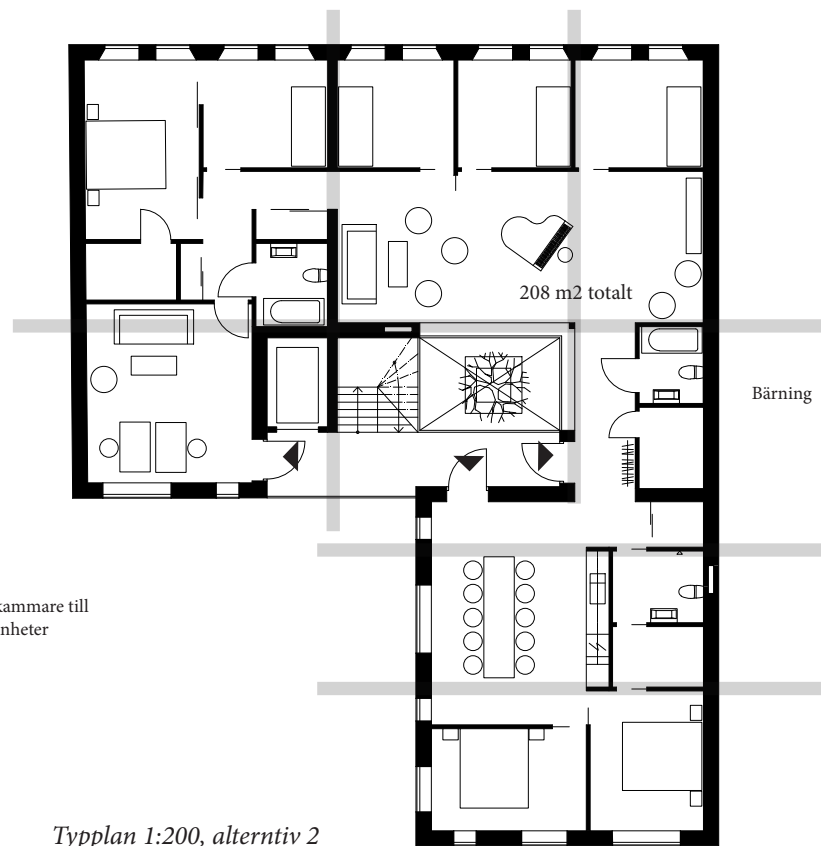 208 m2 totalt
Bärning
kammare till
nheter
Typplan 1:200, alterntiv 2